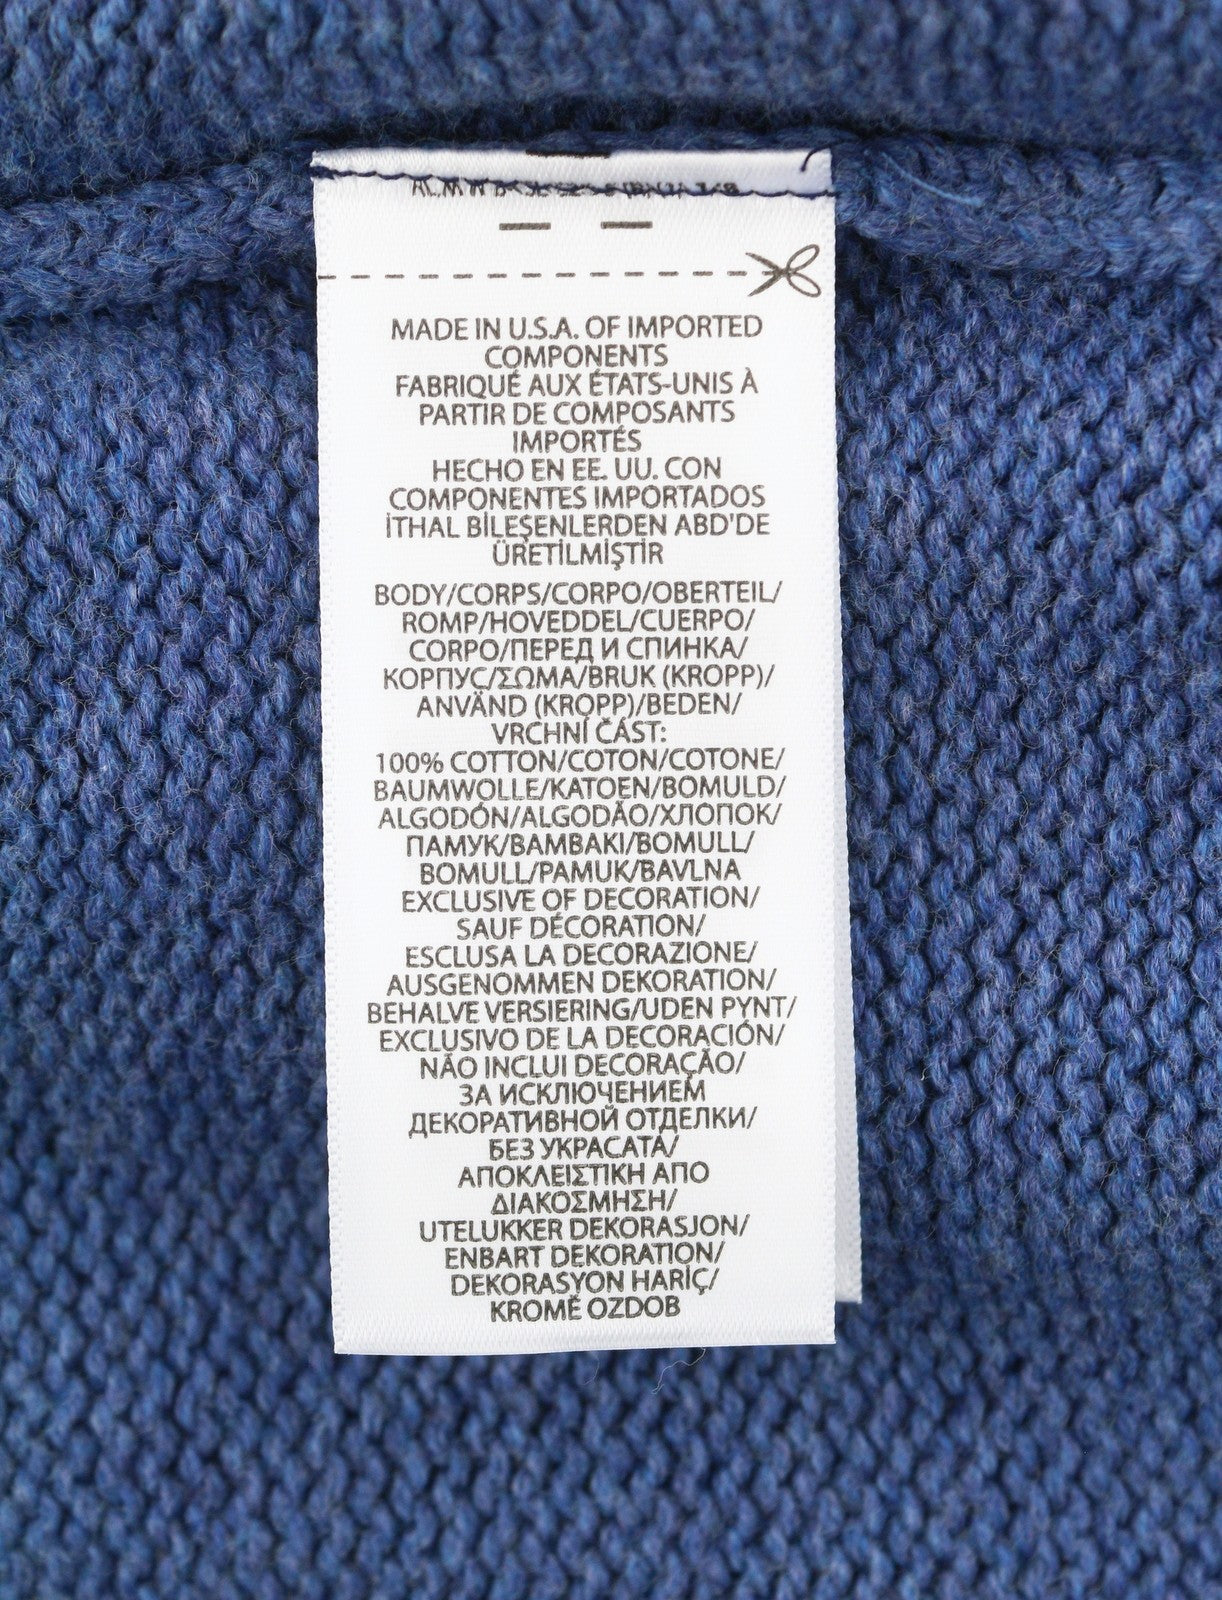 MADE IN U.S.A. OF IMPORTED
COMPONENTS
FABRIQUÉ AUX ÉTATS-UNIS À
PARTIR DE COMPOSANTS
IMPORTÉS
HECHO EN EE. UU. CON
COMPONENTES IMPORTADOS
İTHAL BİLEŞENLERDEN ABD'DE
ÜRETİLMİŞTİR
BODY/CORPS/CORPO/OBERTEIL/
ROMP/HOVEDDEL/CUERPO/
CORPO/ПЕРЕД И СПИНКА/
КОРПУС/ΣΩΜΑ/BRUK (KROPP)/
ANVÄND (KROPP)/BEDEN/
VRCHNÍ ČÁST:
100% COTTON/COTON/COTONE/
BAUMWOLLE/KATOEN/BOMULD/
ALGODÓN/ALGODÃO/ХЛОПОК/
ПАМУК/BAMBAKI/BOMULL/
BOMULL/PAMUK/BAVLNA
EXCLUSIVE OF DECORATION/
SAUF DÉCORATION/
ESCLUSA LA DECORAZIONE/
AUSGENOMMEN DEKORATION/
BEHALVE VERSIERING/UDEN PYNT/
EXCLUSIVO DE LA DECORACIÓN/
NÃO INCLUI DECORAÇÃO/
ЗА ИСКЛЮЧЕНИЕМ
ДЕКОРАТИВНОЙ ОТДЕЛКИ/
БЕЗ УКРАСАТА/
ΑΠΟΚΛΕΙΣΤΙΚΗ ΑΠΟ
ΔΙΑΚΟΣΜΗΣΗ/
UTELUKKER DEKORASJON/
ENBART DEKORATION/
DEKORASYON HARİÇ/
KROMĚ OZDOB